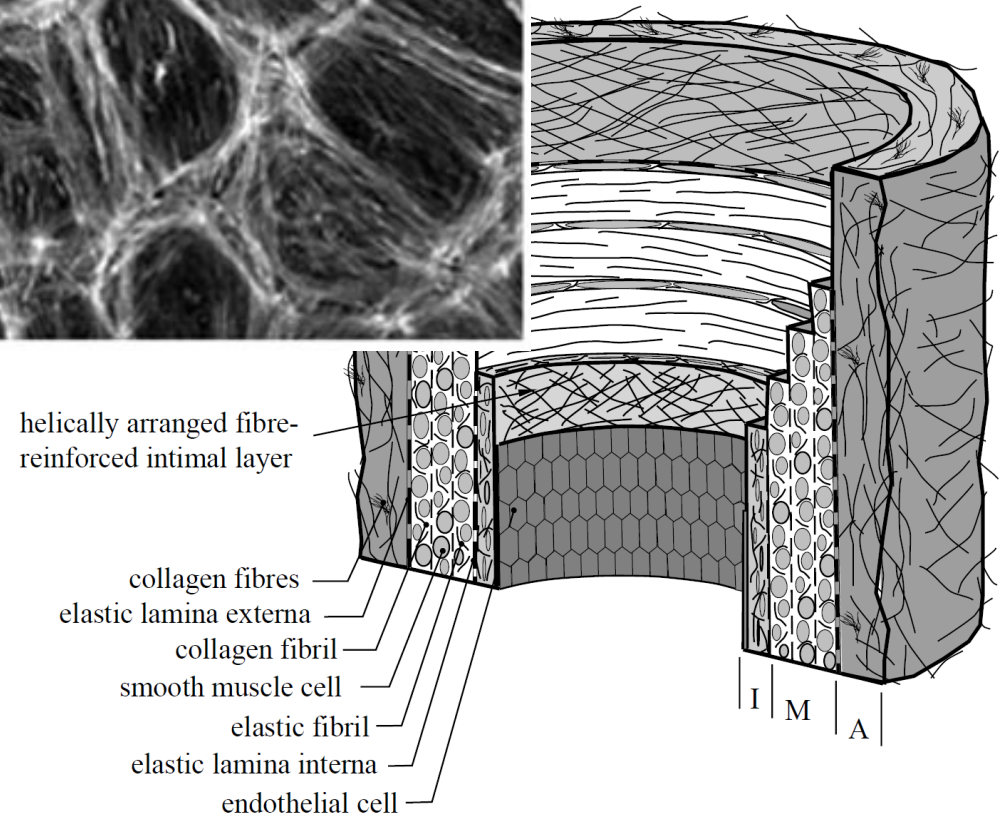 helically arranged fibre-
reinforced intimal layer
collagen fibres
elastic lamina externa
collagen fibril
smooth muscle cell
elastic fibril
elastic lamina interna
endothelial cell
I
M
A